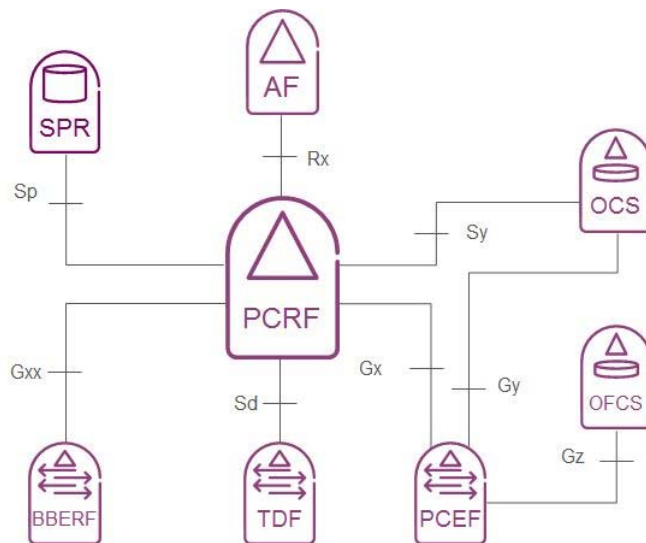 AF
SPR
Rx
Sp
OCS
Sy
PCRF
Gxx
Gx
Gy
OFCS
Sd
Gz
BBERF
TDF
PCEF